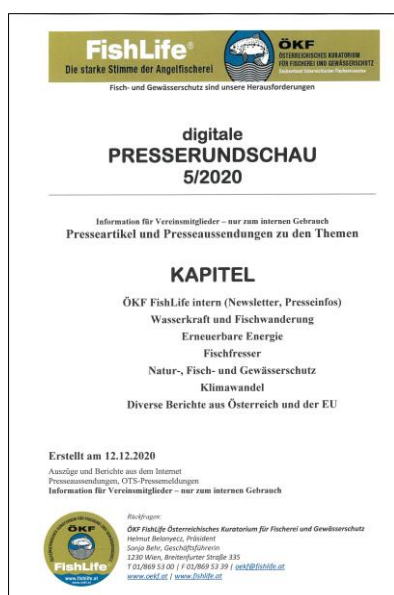 FishLife®
Die starke Stimme der Angelfischerei
ÖKF
ÖSTERREICHISCHES KURATORIUM
FÜR FISCHEREI UND GEWÄSSERSCHUTZ
Fisch- und Gewässerschutz sind unsere Herausforderungen
digitale
PRESSERUNDSCHAU
5/2020
Information für Vereinsmitglieder – nur zum internen Gebrauch
Presseartikel und Presseaussendungen zu den Themen
KAPITEL
ÖKF FishLife intern (Newsletter, Presseinfos)
Wasserkraft und Fischwanderung
Erneuerbare Energie
Fischfresser
Natur-, Fisch- und Gewässerschutz
Klimawandel
Diverse Berichte aus Österreich und der EU
Erstellt am 12.12.2020
Auszüge und Berichte aus dem Internet
Presseaussendungen, OTS-Pressemeldungen
Information für Vereinsmitglieder – nur zum internen Gebrauch
Rückfragen:
ÖKF FishLife Österreichisches Kuratorium für Fischerei und Gewässerschutz
Helmut Belanyecz, Präsident
Sonja Behr, Geschäftsführerin
1230 Wien, Breitenfurter Straße 335
T 01/869 53 00 | F 01/869 53 39 | oekf@fishlife.at
www.oekf.at | www.fishlife.at
ÖKF
FishLife
www.fishlife.at